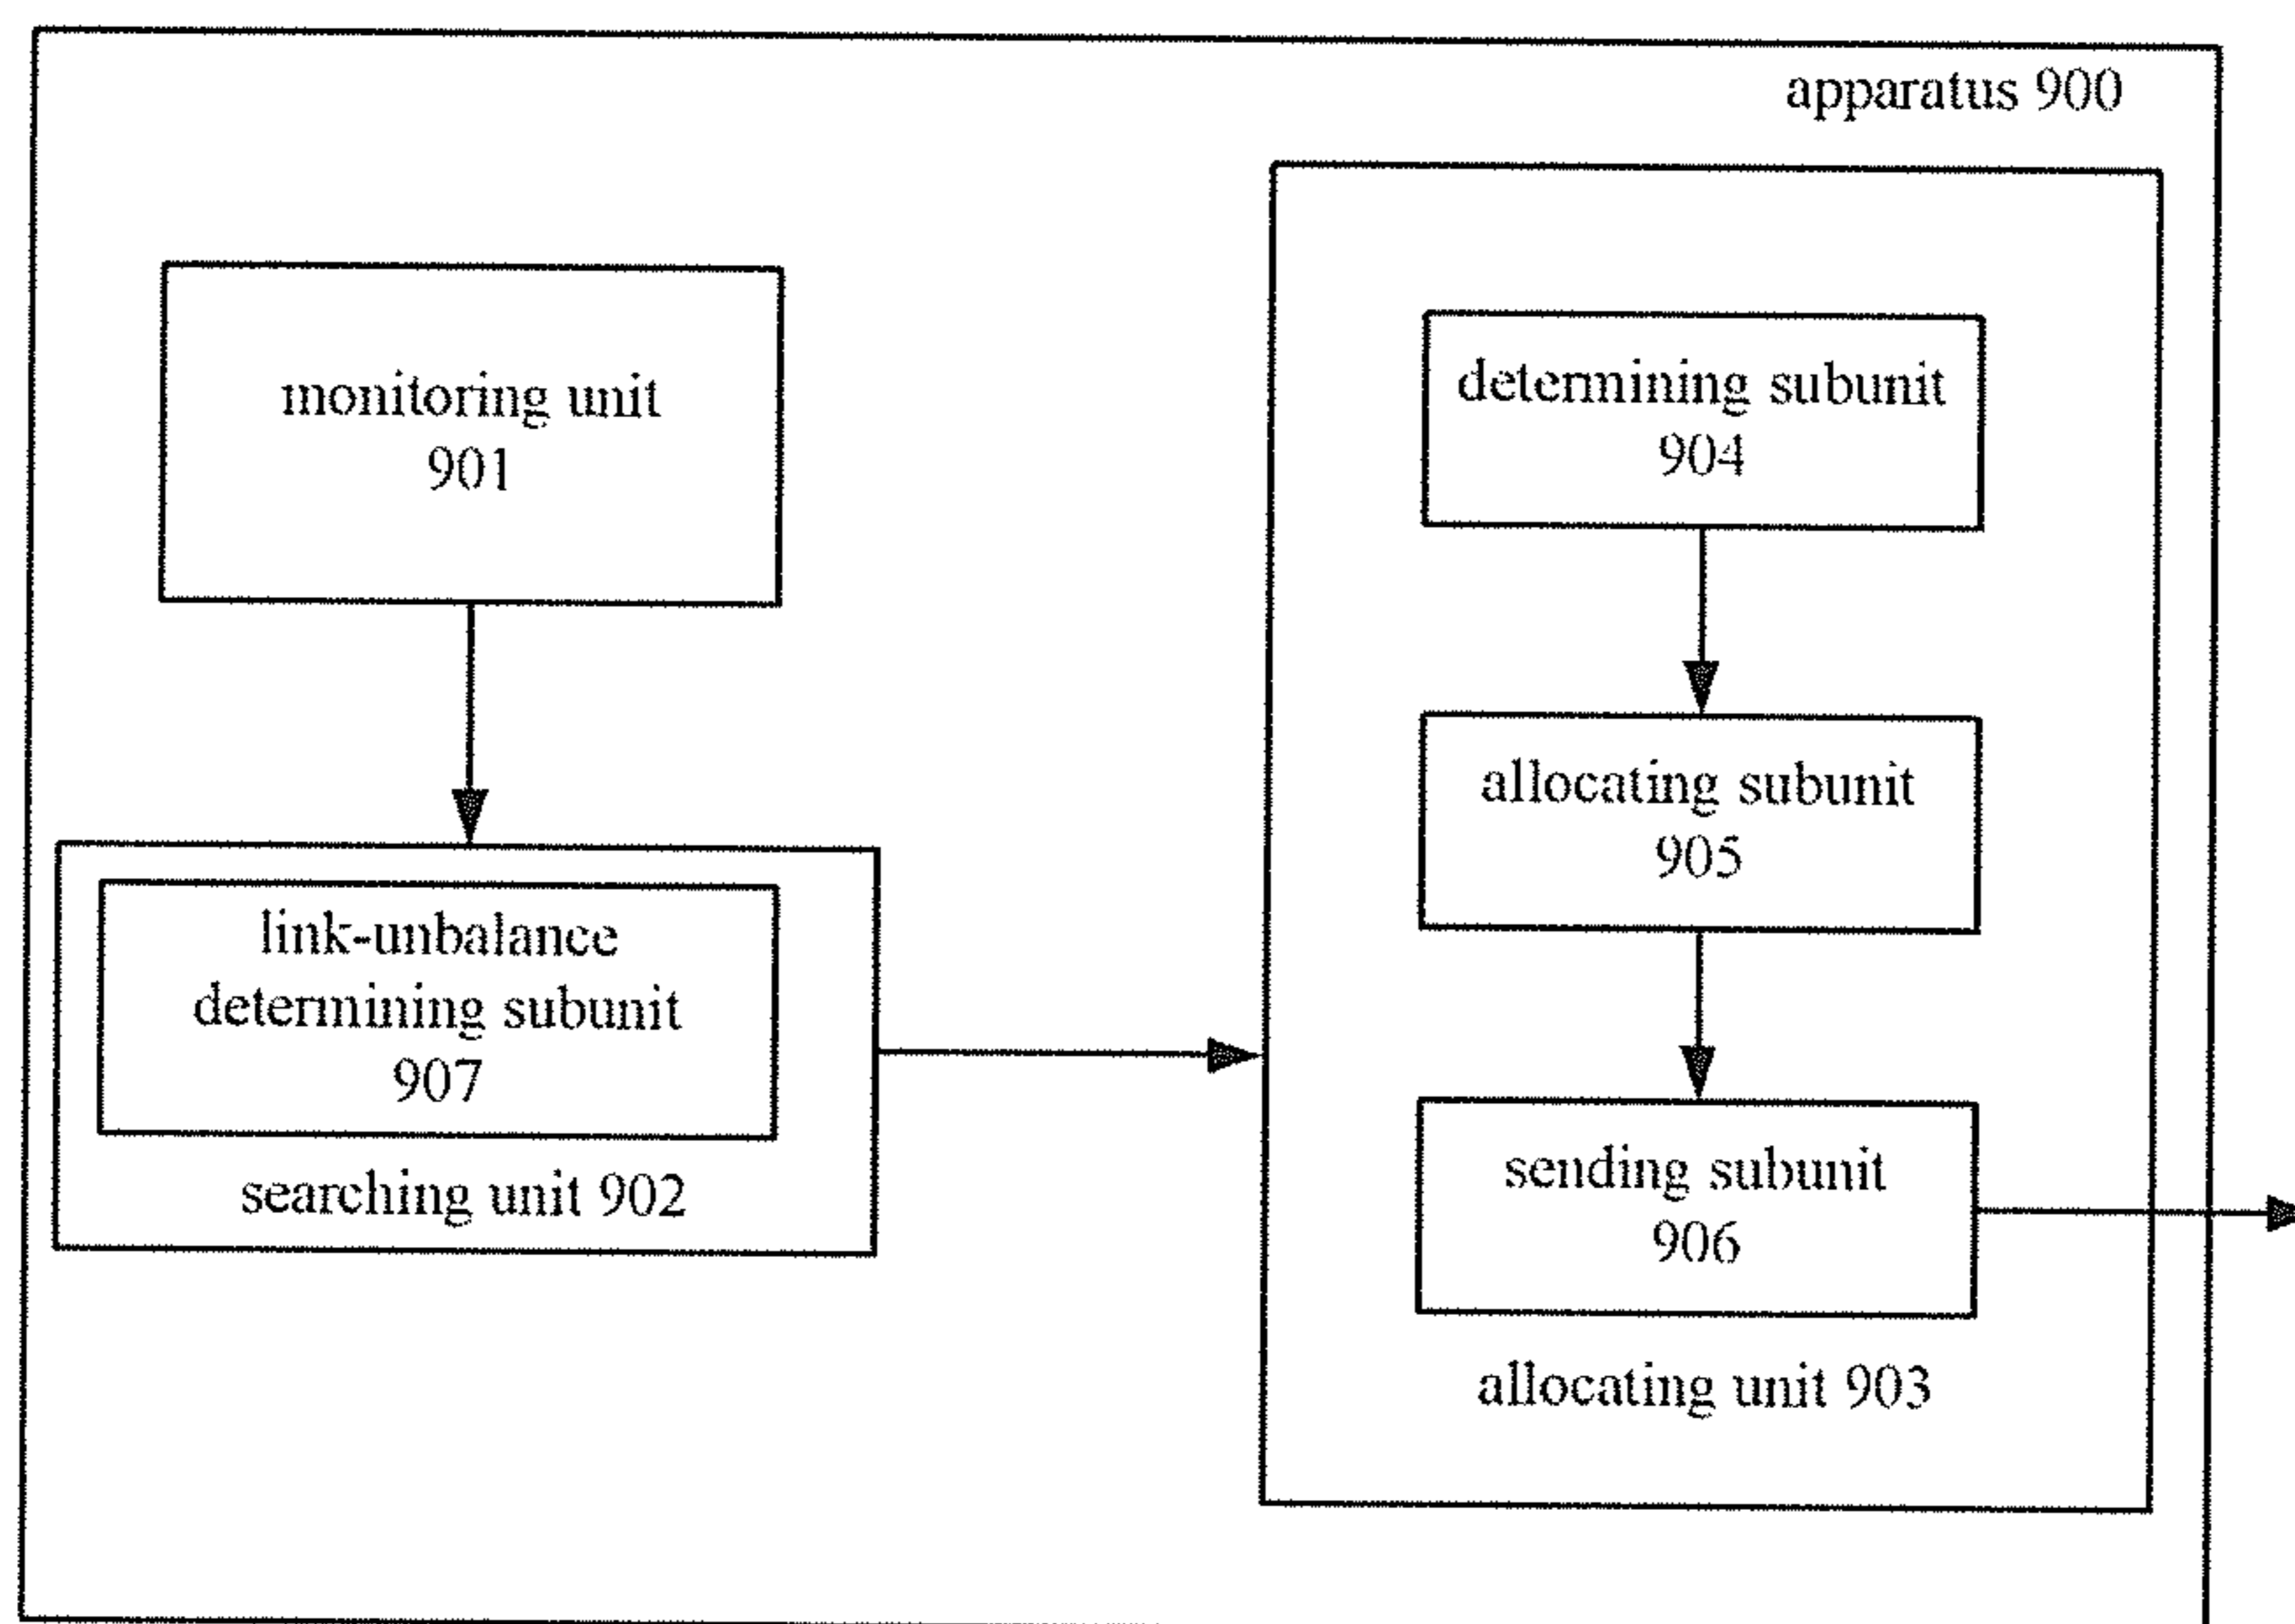 apparatus 900
monitoring unit
901
link-unbalance
determining subunit
907
searching unit 902
determining subunit
904
allocating subunit
905
sending subunit
906
allocating unit 903